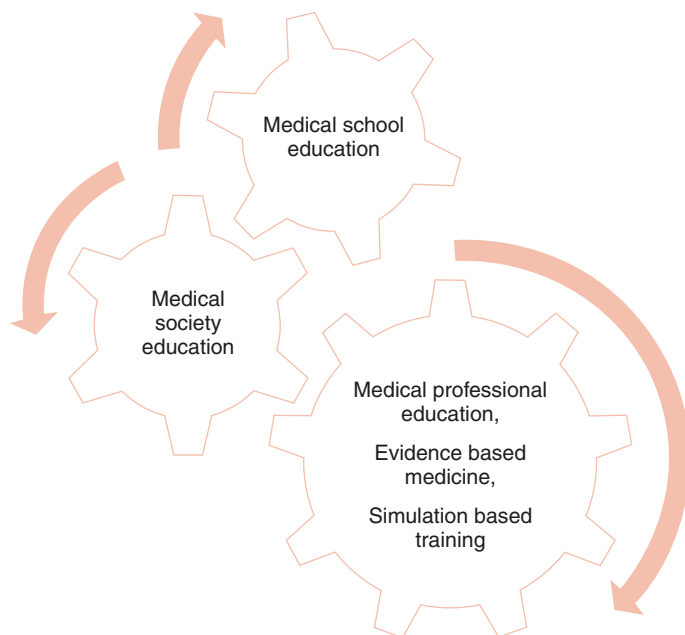 Medical school
education
Medical
society
education
Medical professional
education,
Evidence based
medicine,
Simulation based
training